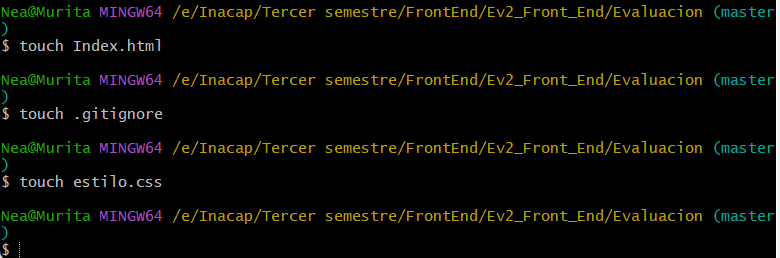 Nea@Murita MINGW64 /e/Inacap/Tercer semestre/FrontEnd/Ev2_Front_End/Evaluacion (master
)
$ touch Index.html
Nea@Murita MINGW64 /e/Inacap/Tercer semestre/FrontEnd/Ev2_Front_End/Evaluacion (master
)
$ touch .gitignore
Nea@Murita MINGW64 /e/Inacap/Tercer semestre/FrontEnd/Ev2_Front_End/Evaluacion (master
)
$ touch estilo.css
Nea@Murita MINGW64 /e/Inacap/Tercer semestre/FrontEnd/Ev2_Front_End/Evaluacion (master
)
$